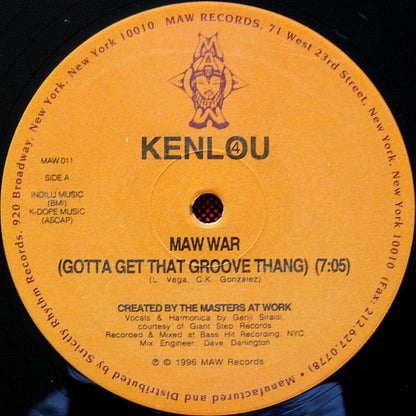 MAW RECORDS, 71 West 23rd Street, New York, New York 10010 (Fax: 212.627.0778) • Manufactured and Distributed by Strictly Rhythm Records, 920 Broadway, New York, New York 10010
MAW
KENLOU
4
MAW 011
SIDE A
INDILU MUSIC
(BMI)
K-DOPE MUSIC
(ASCAP)
MAW WAR
(GOTTA GET THAT GROOVE THANG) (7:05)
(L. Vega, C.K. Gonzalez)
CREATED BY THE MASTERS AT WORK
Vocals & Harmonica by Genji Siraisi,
courtesy of Giant Step Records
Recorded & Mixed at Bass Hit Recording, NYC
Mix Engineer: Dave Darlington
℗ © 1996 MAW Records